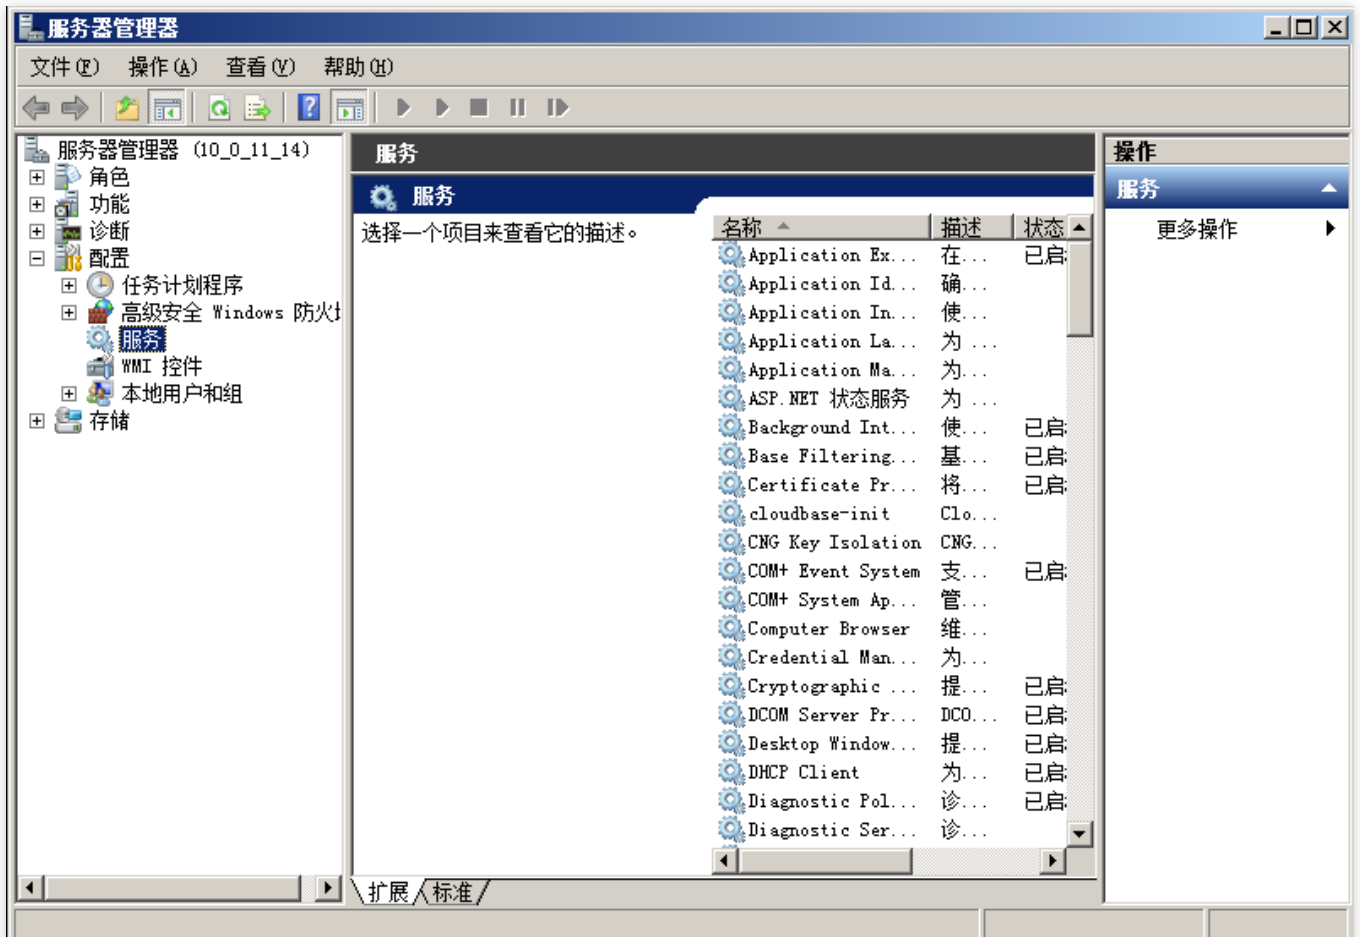 服务器管理器
文件(F) 操作(A) 查看(V) 帮助(H)
服务器管理器 (10_0_11_14)
角色
功能
诊断
配置
任务计划程序
高级安全 Windows 防火
服务
WMI 控件
本地用户和组
存储
服务
服务
选择一个项目来查看它的描述。
名称 描述 状态
Application Ex... 在... 已启
Application Id... 确...
Application In... 使...
Application La... 为 ...
Application Ma... 为...
ASP.NET 状态服务 为 ...
Background Int... 使... 已启
Base Filtering... 基... 已启
Certificate Pr... 将... 已启
cloudbase-init Clo...
CNG Key Isolation CNG...
COM+ Event System 支... 已启
COM+ System Ap... 管...
Computer Browser 维...
Credential Man... 为...
Cryptographic ... 提... 已启
DCOM Server Pr... DCO... 已启
Desktop Window... 提... 已启
DHCP Client 为... 已启
Diagnostic Pol... 诊... 已启
Diagnostic Ser... 诊...
扩展 标准
操作
服务
更多操作